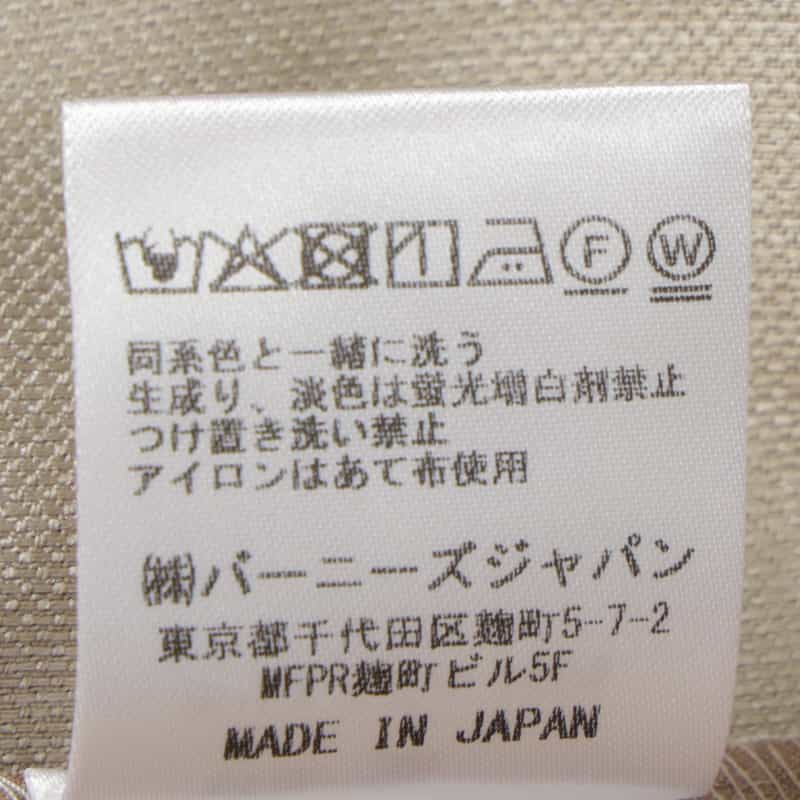 F W
同系色と一緒に洗う
生成り、淡色は蛍光増白剤禁止
つけ置き洗い禁止
アイロンはあて布使用
㈱バーニーズジャパン
東京都千代田区麹町5-7-2
MFPR麹町ビル5F
MADE IN JAPAN